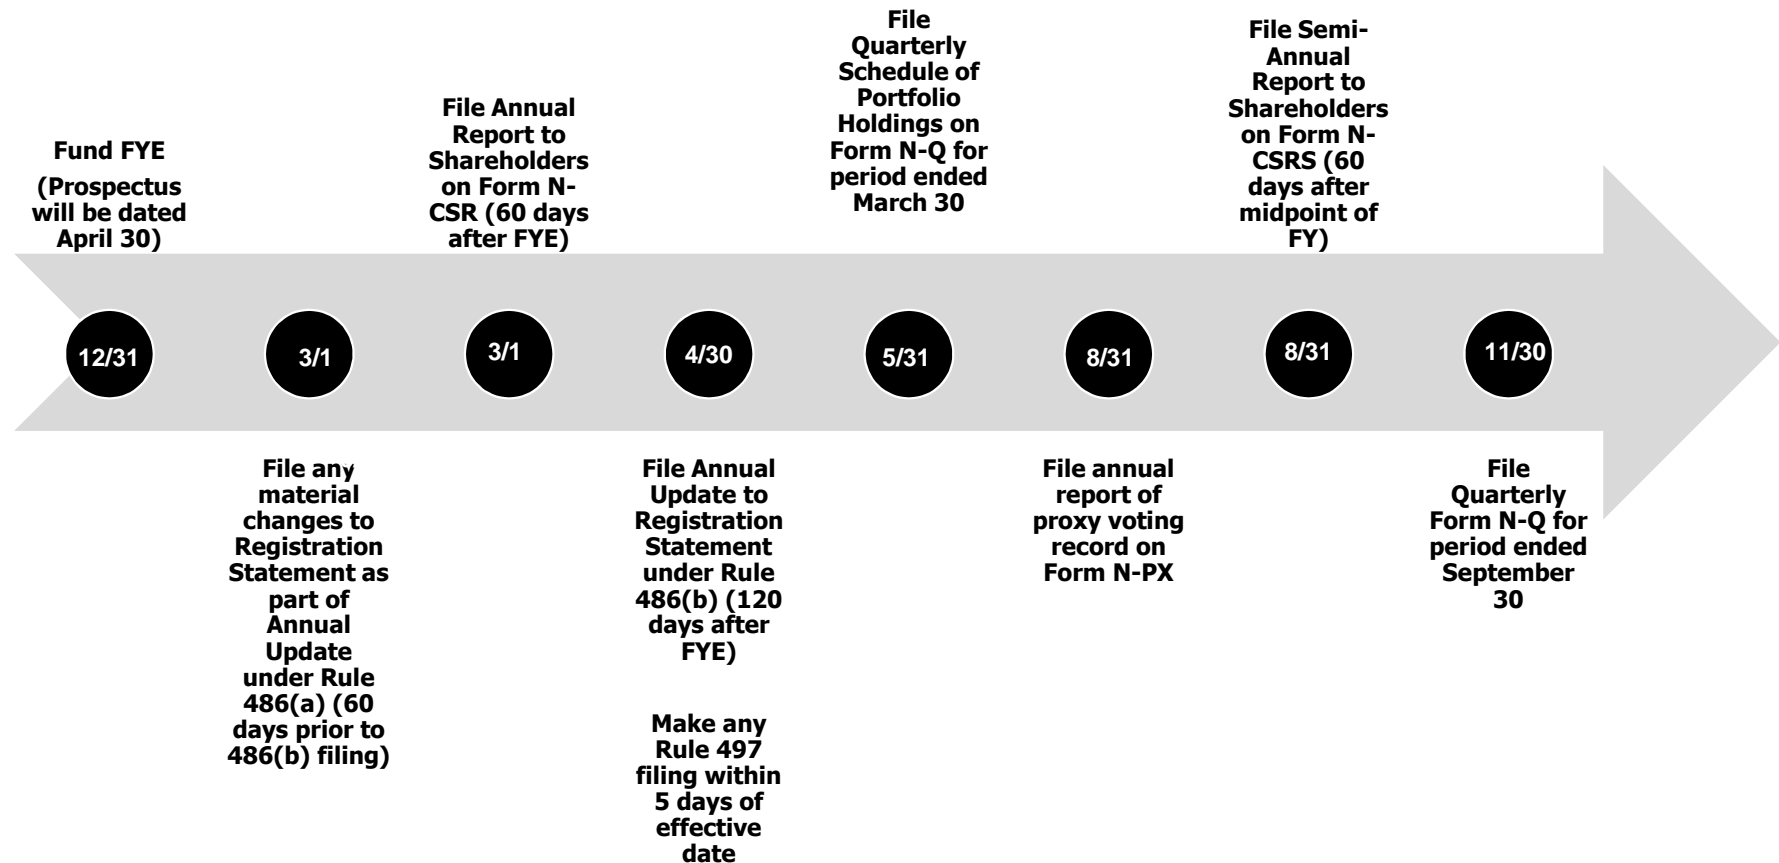 Fund FYE
(Prospectus
will be dated
April 30)
12/31
3/1
File any
material
changes to
Registration
Statement as
part of
Annual
Update
under Rule
486(a) (60
days prior to
486(b) filing)
File Annual
Report to
Shareholders
on Form N-
CSR (60 days
after FYE)
3/1
4/30
File Annual
Update to
Registration
Statement
under Rule
486(b) (120
days after
FYE)
Make any
Rule 497
filing within
5 days of
effective
date
File
Quarterly
Schedule of
Portfolio
Holdings on
Form N-Q for
period ended
March 30
5/31
8/31
File annual
report of
proxy voting
record on
Form N-PX
File Semi-
Annual
Report to
Shareholders
on Form N-
CSRS (60
days after
midpoint of
FY)
8/31
11/30
File
Quarterly
Form N-Q for
period ended
September
30